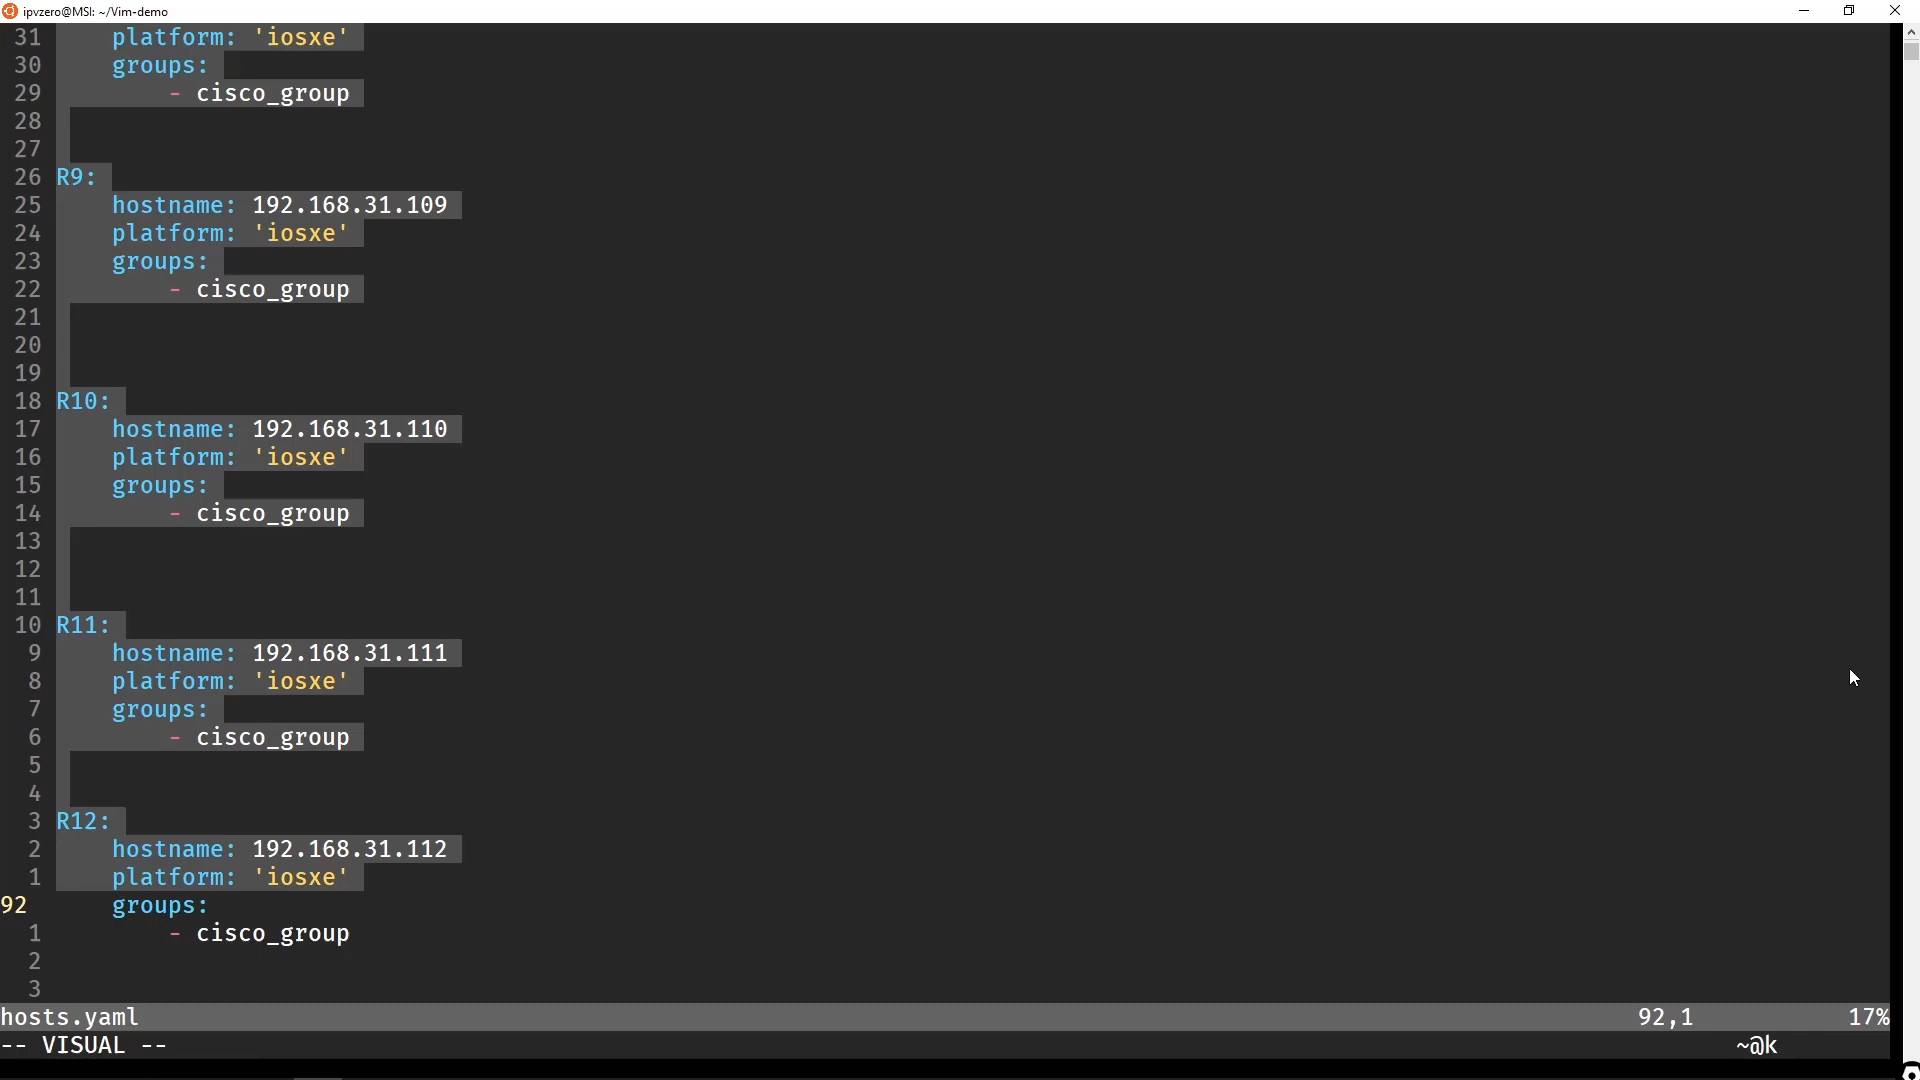 ipvzero@MSI: ~/Vim-demo
31 platform: 'iosxe'
30 groups:
29 - cisco_group
28
27
26 R9:
25 hostname: 192.168.31.109
24 platform: 'iosxe'
23 groups:
22 - cisco_group
21
20
19
18 R10:
17 hostname: 192.168.31.110
16 platform: 'iosxe'
15 groups:
14 - cisco_group
13
12
11
10 R11:
9 hostname: 192.168.31.111
8 platform: 'iosxe'
7 groups:
6 - cisco_group
5
4
3 R12:
2 hostname: 192.168.31.112
1 platform: 'iosxe'
92 groups:
1 - cisco_group
2
3
hosts.yaml 92,1 17%
-- VISUAL -- ~@k